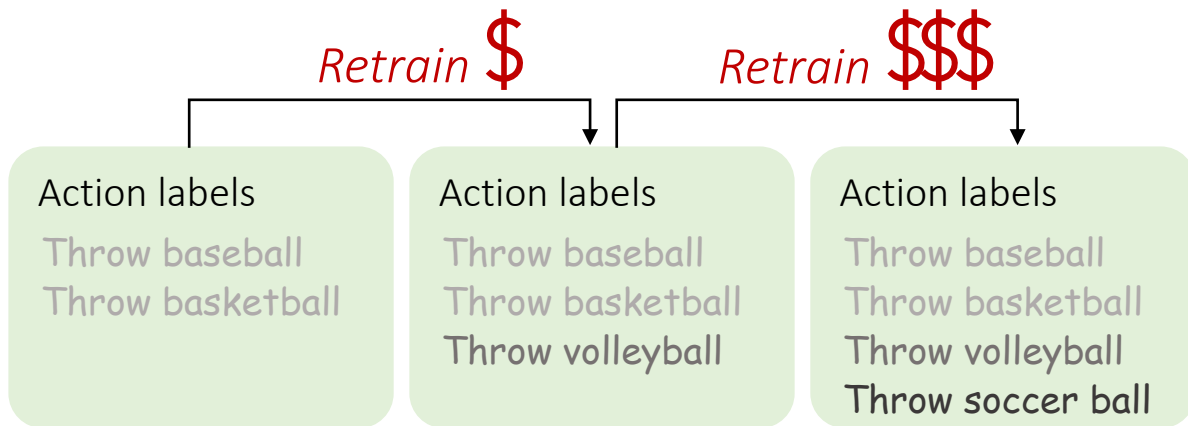 Retrain $
Retrain $$$
Action labels
Throw baseball
Throw basketball
Action labels
Throw baseball
Throw basketball
Throw volleyball
Action labels
Throw baseball
Throw basketball
Throw volleyball
Throw soccer ball